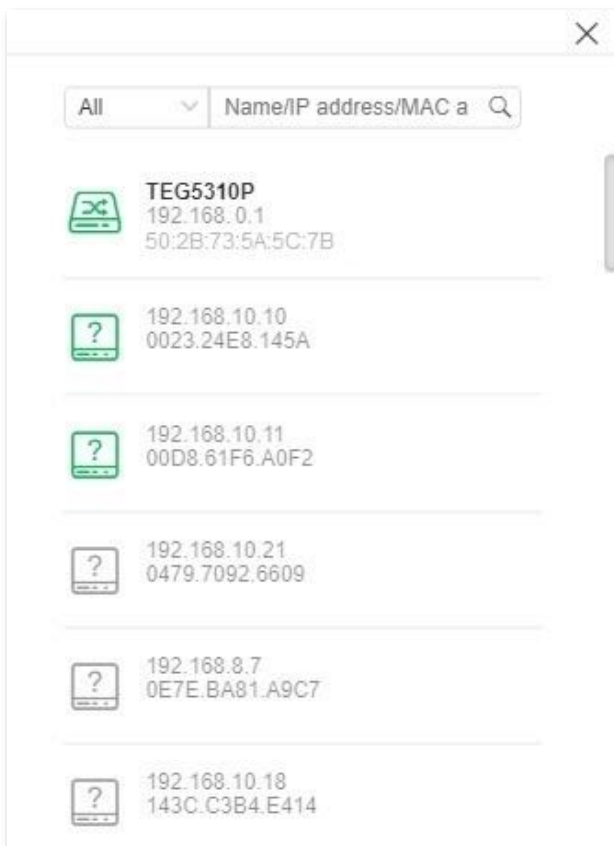 All
Name/IP address/MAC a
TEG5310P
192.168. 0.1
50:2B:73:5A:5C:7B
192.168.10.10
0023.24E8.145A
192.168.10.11
00D8.61F6.A0F2
192.168.10.21
0479.7092.6609
192.168.8.7
0E7E.BA81.A9C7
192.168.10.18
143C.C3B4.E414